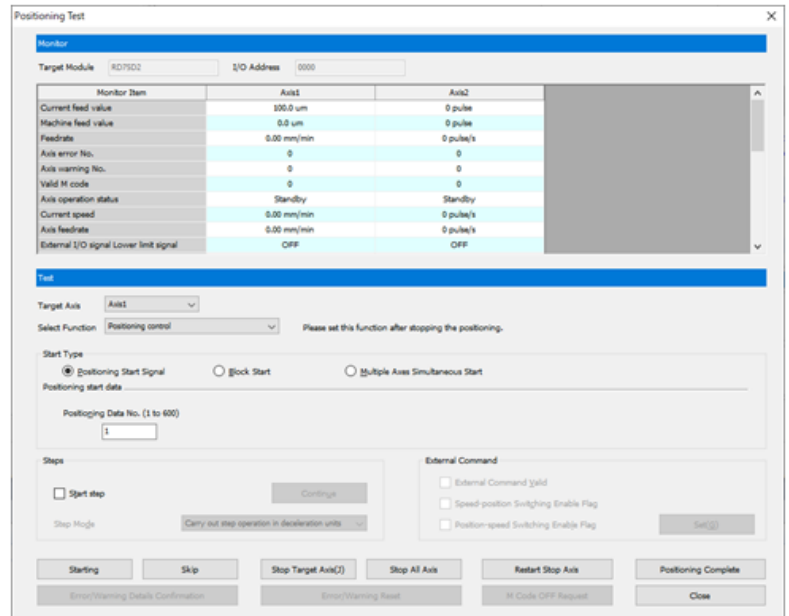 Positioning Test
Monitor
Target Module RD75D2 I/O Address 0000
Monitor Item Axis1 Axis2
Current feed value 100.0 um 0 pulse
Machine feed value 0.0 um 0 pulse
Feedrate 0.00 mm/min 0 pulse/s
Axis error No. 0 0
Axis warning No. 0 0
Valid M code 0 0
Axis operation status Standby Standby
Current speed 0.00 mm/min 0 pulse/s
Axis feedrate 0.00 mm/min 0 pulse/s
External I/O signal Lower limit signal OFF OFF
Test
Target Axis Axis1
Select Function Positioning control Please set this function after stopping the positioning.
Start Type
Positioning Start Signal Block Start Multiple Axes Simultaneous Start
Positioning start data
Positioning Data No. (1 to 600)
1
Steps External Command
External Command Valid
Start step Continue Speed-position Switching Enable Flag
Step Mode Carry out step operation in deceleration units Position-speed Switching Enable Flag Set(Q)
Starting Skip Stop Target Axis(J) Stop All Axis Restart Stop Axis Positioning Complete
Error/Warning Details Confirmation Error/Warning Reset M Code OFF Request Close